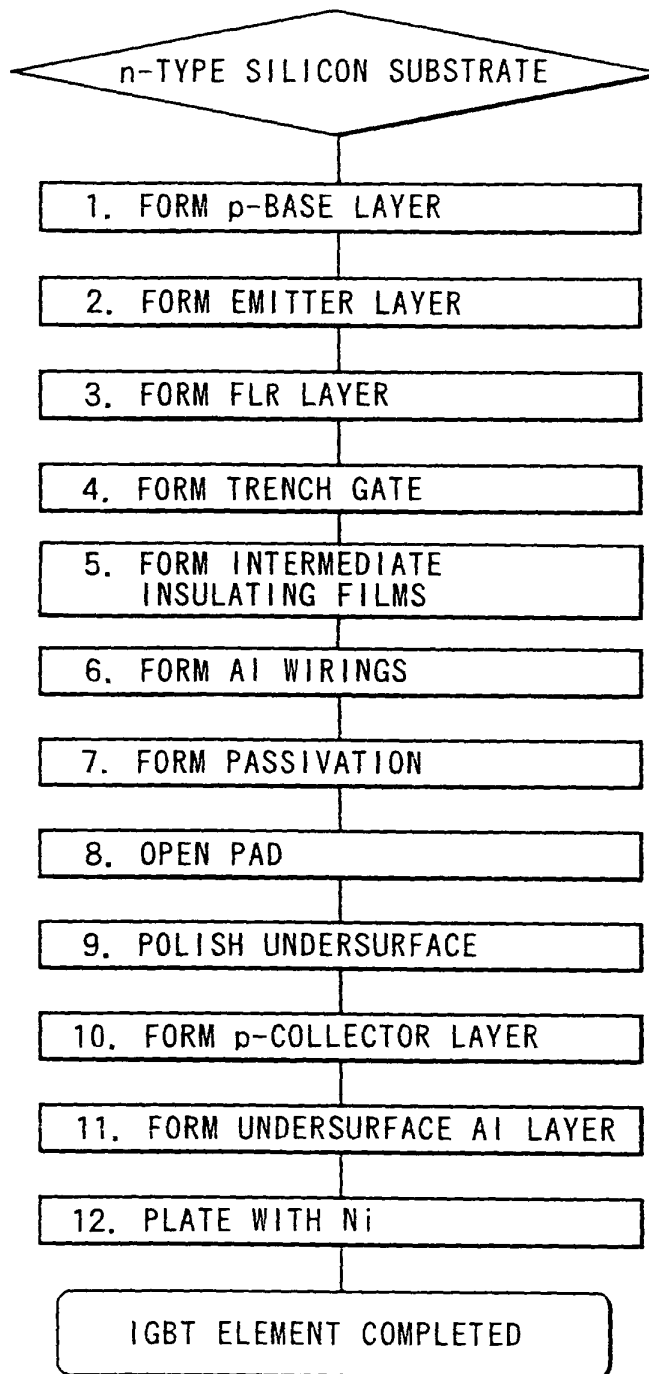 n-TYPE SILICON SUBSTRATE
1. FORM p-BASE LAYER
2. FORM EMITTER LAYER
3. FORM FLR LAYER
4. FORM TRENCH GATE
5. FORM INTERMEDIATE
INSULATING FILMS
6. FORM Al WIRINGS
7. FORM PASSIVATION
8. OPEN PAD
9. POLISH UNDERSURFACE
10. FORM p-COLLECTOR LAYER
11. FORM UNDERSURFACE Al LAYER
12. PLATE WITH Ni
IGBT ELEMENT COMPLETED